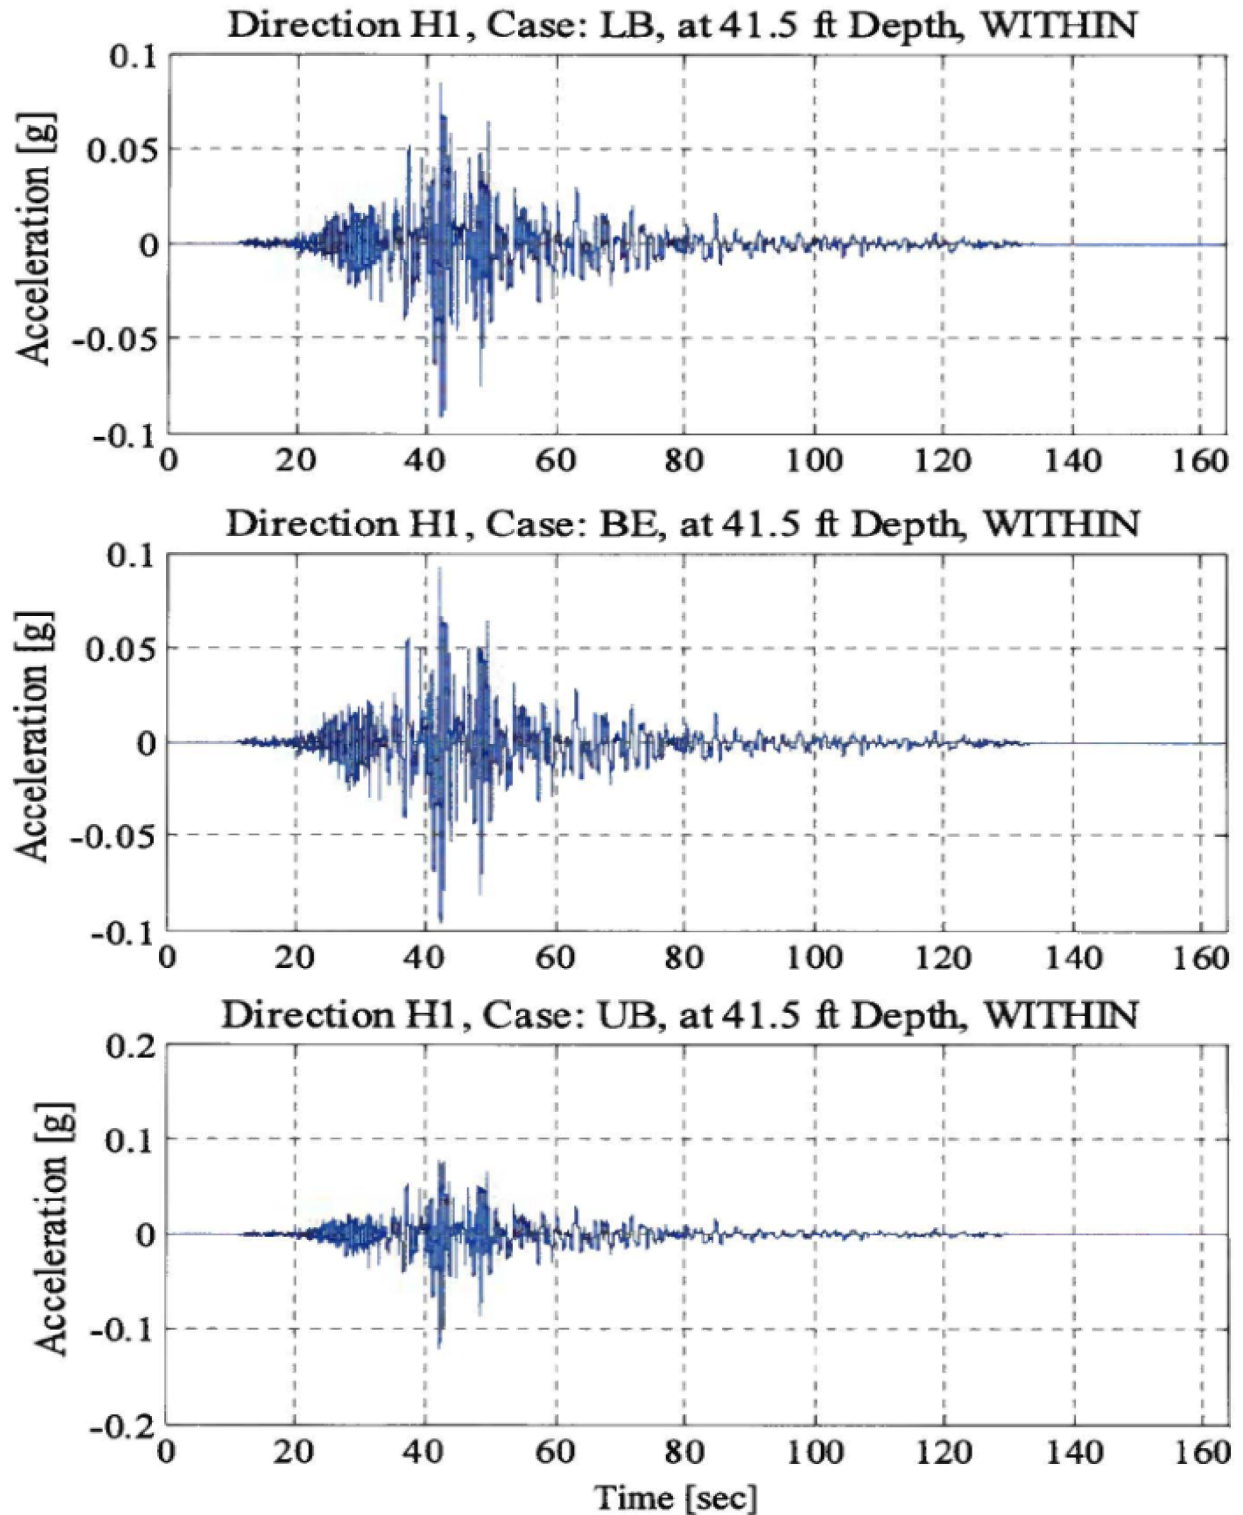 Direction H1, Case: LB, at 41.5 ft Depth, WITHIN
0.1
0.05
0
-0.05
-0.1
Acceleration [g]
0 20 40 60 80 100 120 140 160
Direction H1, Case: BE, at 41.5 ft Depth, WITHIN
0.1
0.05
0
-0.05
-0.1
Acceleration [g]
0 20 40 60 80 100 120 140 160
Direction H1, Case: UB, at 41.5 ft Depth, WITHIN
0.2
0.1
0
-0.1
-0.2
Acceleration [g]
0 20 40 60 80 100 120 140 160
Time [sec]